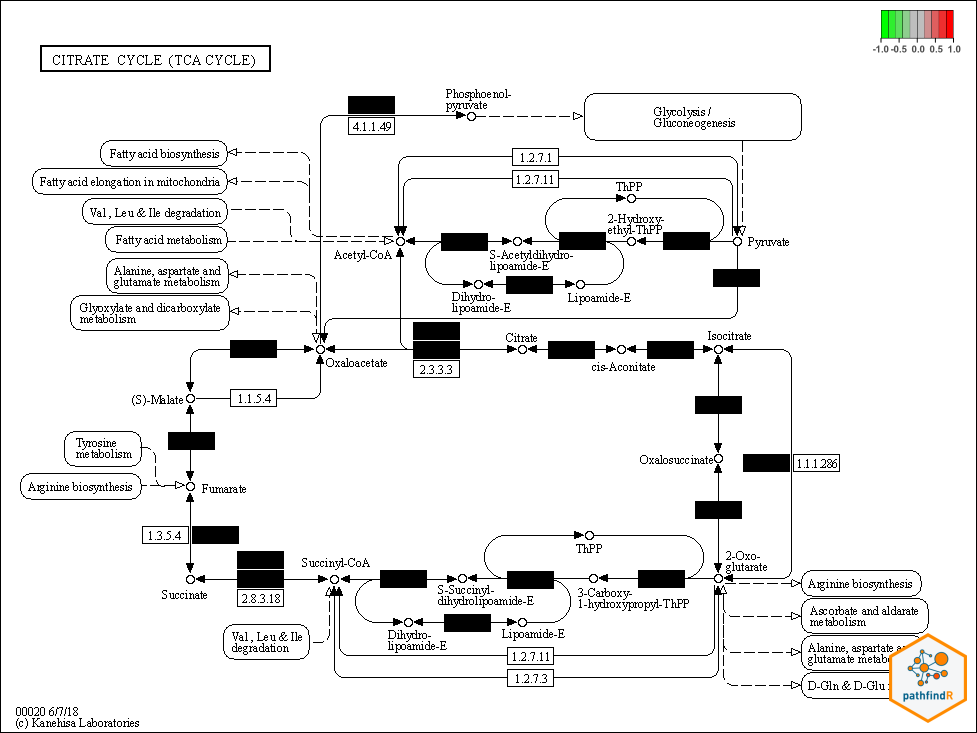 -1.0 -0.5 0.0 0.5 1.0
CITRATE CYCLE (TCA CYCLE)
Phosphoenol-
pyruvate
4.1.1.49
Glycolysis /
Gluconeogenesis
Fatty acid biosynthesis
1.2.7.1
Fatty acid elongation in mitochondria
1.2.7.11
ThPP
Val, Leu & Ile degradation
2-Hydroxy-
ethyl-ThPP
Fatty acid metabolism
Acetyl-CoA
S-Acetyldihydro-
lipoamide-E
Pyruvate
Alanine, aspartate and
glutamate metabolism
Dihydro-
lipoamide-E
Lipoamide-E
Glyoxylate and dicarboxylate
metabolism
Citrate
Isocitrate
Oxaloacetate
2.3.3.3
cis-Aconitate
(S)-Malate
1.1.5.4
Tyrosine
metabolism
Oxalosuccinate
1.1.1.286
Arginine biosynthesis
Fumarate
1.3.5.4
ThPP
Succinyl-CoA
2-Oxo-
glutarate
Succinate
2.8.3.18
S-Succinyl-
dihydrolipoamide-E
3-Carboxy-
1-hydroxypropyl-ThPP
Arginine biosynthesis
Ascorbate and aldarate
metabolism
Val, Leu & Ile
degradation
Dihydro-
lipoamide-E
Lipoamide-E
1.2.7.11
Alanine, aspartate
glutamate
1.2.7.3
D-Gln & D-Glu
pathfindR
00020 6/7/18
(c) Kanehisa Laboratories